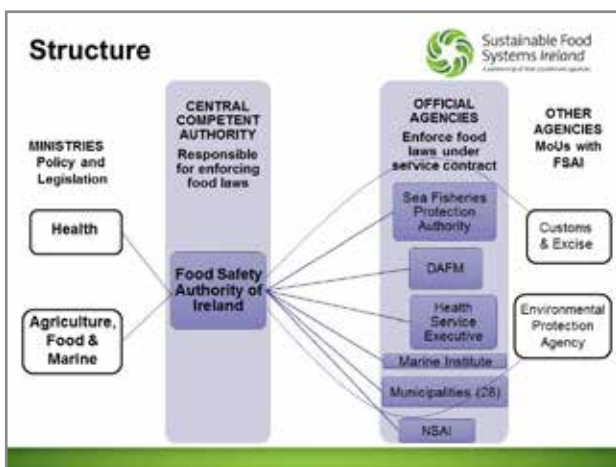 Structure
Sustainable Food
Systems Ireland
MINISTRIES
Policy and
Legislation
Health
Agriculture,
Food &
Marine
CENTRAL
COMPETENT
AUTHORITY
Responsible
for enforcing
food laws
Food Safety
Authority of
Ireland
OFFICIAL
AGENCIES
Enforce food
laws under
service contract
Sea Fisheries
Protection
Authority
DAFM
Health
Service
Executive
Marine Institute
Municipalities (28)
NSAI
OTHER
AGENCIES
MoUs with
FSAI
Customs
& Excise
Environmental
Protection
Agency